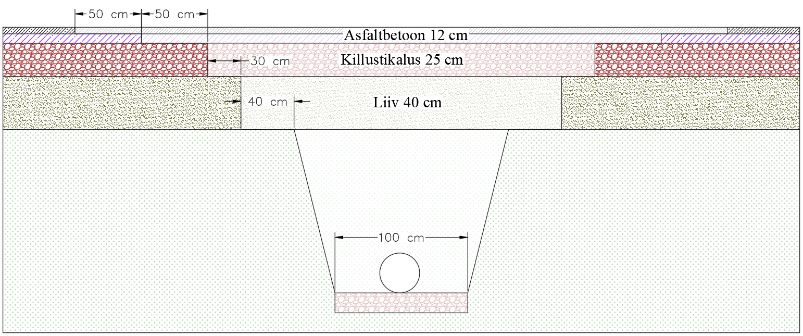 50 cm 50 cm
Asfaltbetoon 12 cm
30 cm Killustikalus 25 cm
40 cm Liiv 40 cm
100 cm